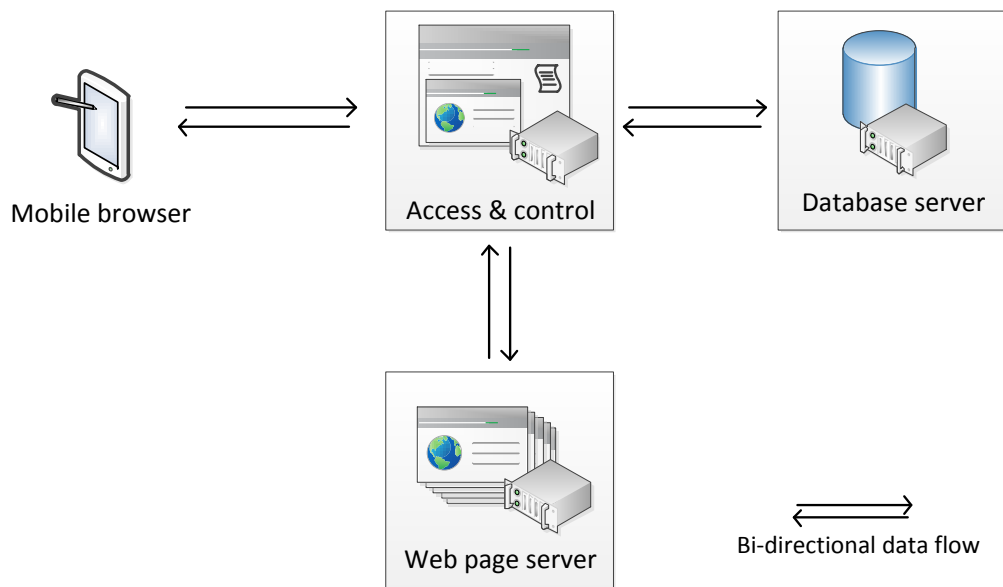 Mobile browser
Access & control
Database server
Web page server
Bi-directional data flow